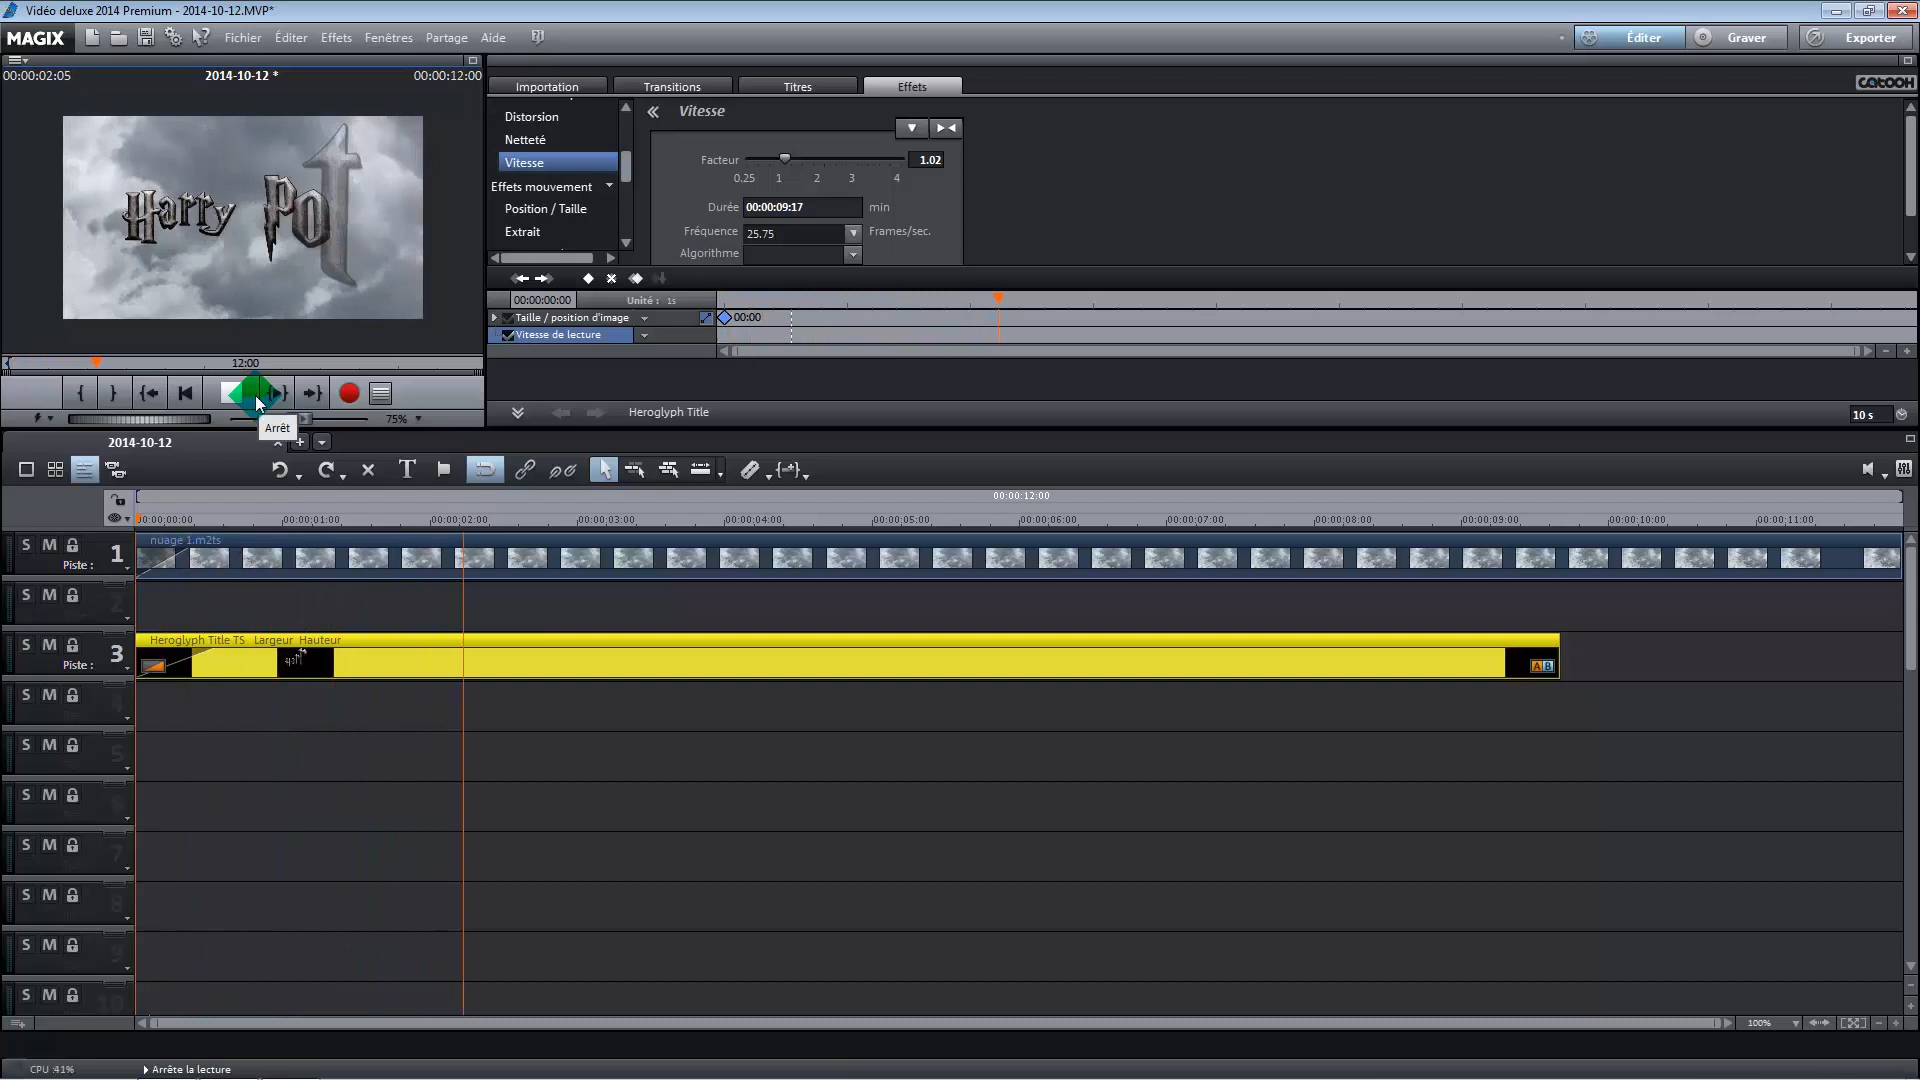 Vidéo deluxe 2014 Premium - 2014-10-12.MVP*
MAGIX Fichier Éditer Effets Fenêtres Partage Aide Éditer Graver Exporter
00:00:02:05 2014-10-12 * 00:00:12:00
Importation Transitions Titres Effets catooh
Harry Pot
Distorsion
Netteté
Vitesse
Effets mouvement
Position / Taille
Extrait
Vitesse
Facteur 1.02
0.25 1 2 3 4
Durée 00:00:09:17 min
Fréquence 25.75 Frames/sec.
Algorithme
00:00:00:00 Unité : 1s
Taille / position d'image 00:00
Vitesse de lecture
12:00
75%
Arrêt
Heroglyph Title 10 s
2014-10-12
00:00:12:00
00:00:00:00 00:00:01:00 00:00:02:00 00:00:03:00 00:00:04:00 00:00:05:00 00:00:06:00 00:00:07:00 00:00:08:00 00:00:09:00 00:00:10:00 00:00:11:00
S M 1 nuage 1.m2ts
Piste :
S M 2
S M 3 Heroglyph Title TS Largeur Hauteur
Piste : A B
S M 4
S M 5
S M 6
S M 7
S M 8
S M 9
S M 10
100%
CPU :41% Arrête la lecture